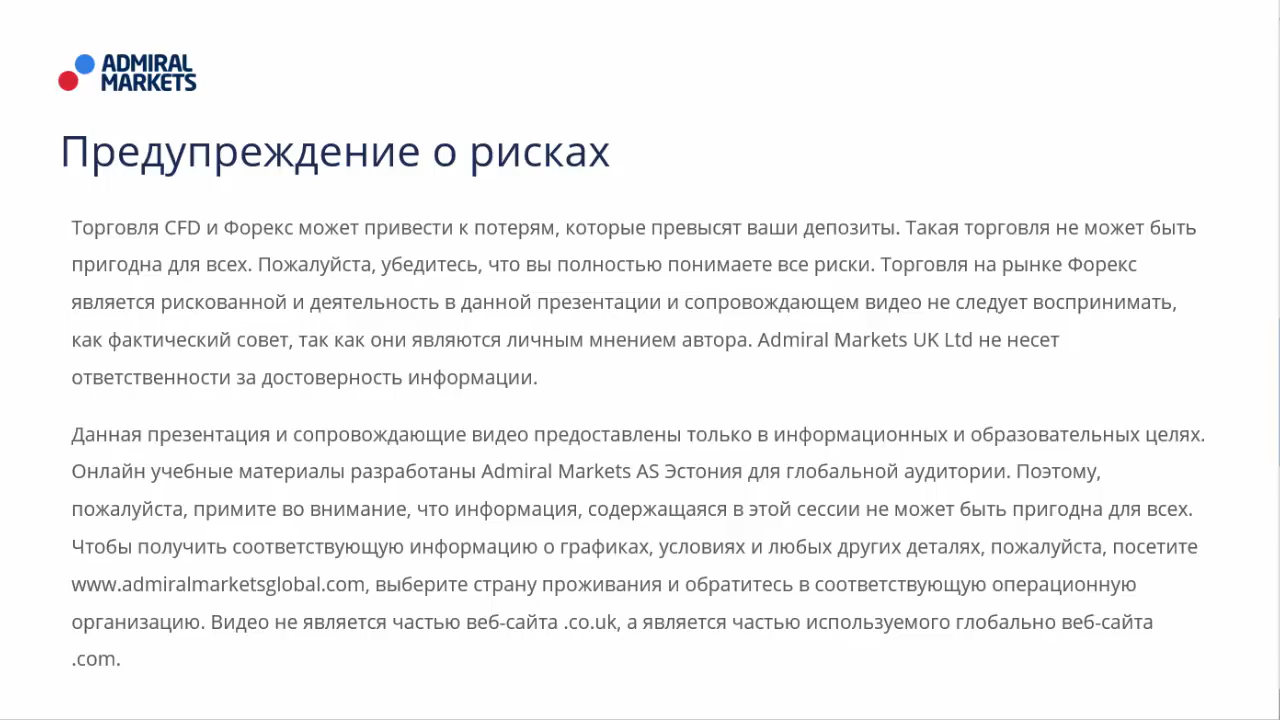 ADMIRAL
MARKETS
Предупреждение о рисках
Торговля CFD и Форекс может привести к потерям, которые превысят ваши депозиты. Такая торговля не может быть
пригодна для всех. Пожалуйста, убедитесь, что вы полностью понимаете все риски. Торговля на рынке Форекс
является рискованной и деятельность в данной презентации и сопровождающем видео не следует воспринимать,
как фактический совет, так как они являются личным мнением автора. Admiral Markets UK Ltd не несет
ответственности за достоверность информации.
Данная презентация и сопровождающие видео предоставлены только в информационных и образовательных целях.
Онлайн учебные материалы разработаны Admiral Markets AS Эстония для глобальной аудитории. Поэтому,
пожалуйста, примите во внимание, что информация, содержащаяся в этой сессии не может быть пригодна для всех.
Чтобы получить соответствующую информацию о графиках, условиях и любых других деталях, пожалуйста, посетите
www.admiralmarketsglobal.com, выберите страну проживания и обратитесь в соответствующую операционную
организацию. Видео не является частью веб-сайта .co.uk, а является частью используемого глобально веб-сайта
.com.